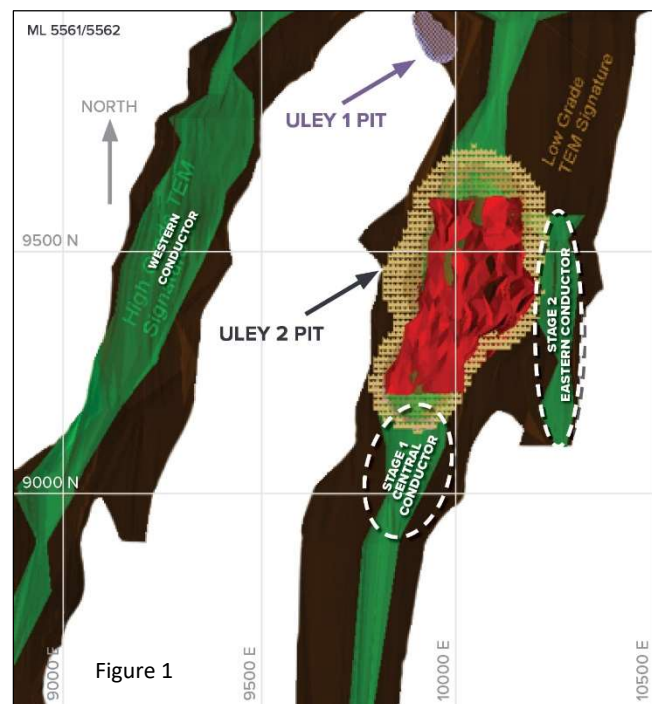 ML 5561/5562
NORTH
ULEY 1 PIT
Low Grade
TEM Signature
High Grade TEM
Signature
WESTERN
CONDUCTOR
9500 N
ULEY 2 PIT
STAGE 2
EASTERN CONDUCTOR
STAGE 1
CENTRAL
CONDUCTOR
9000 N
Figure 1
9000 E
9500 E
10000 E
10500 E